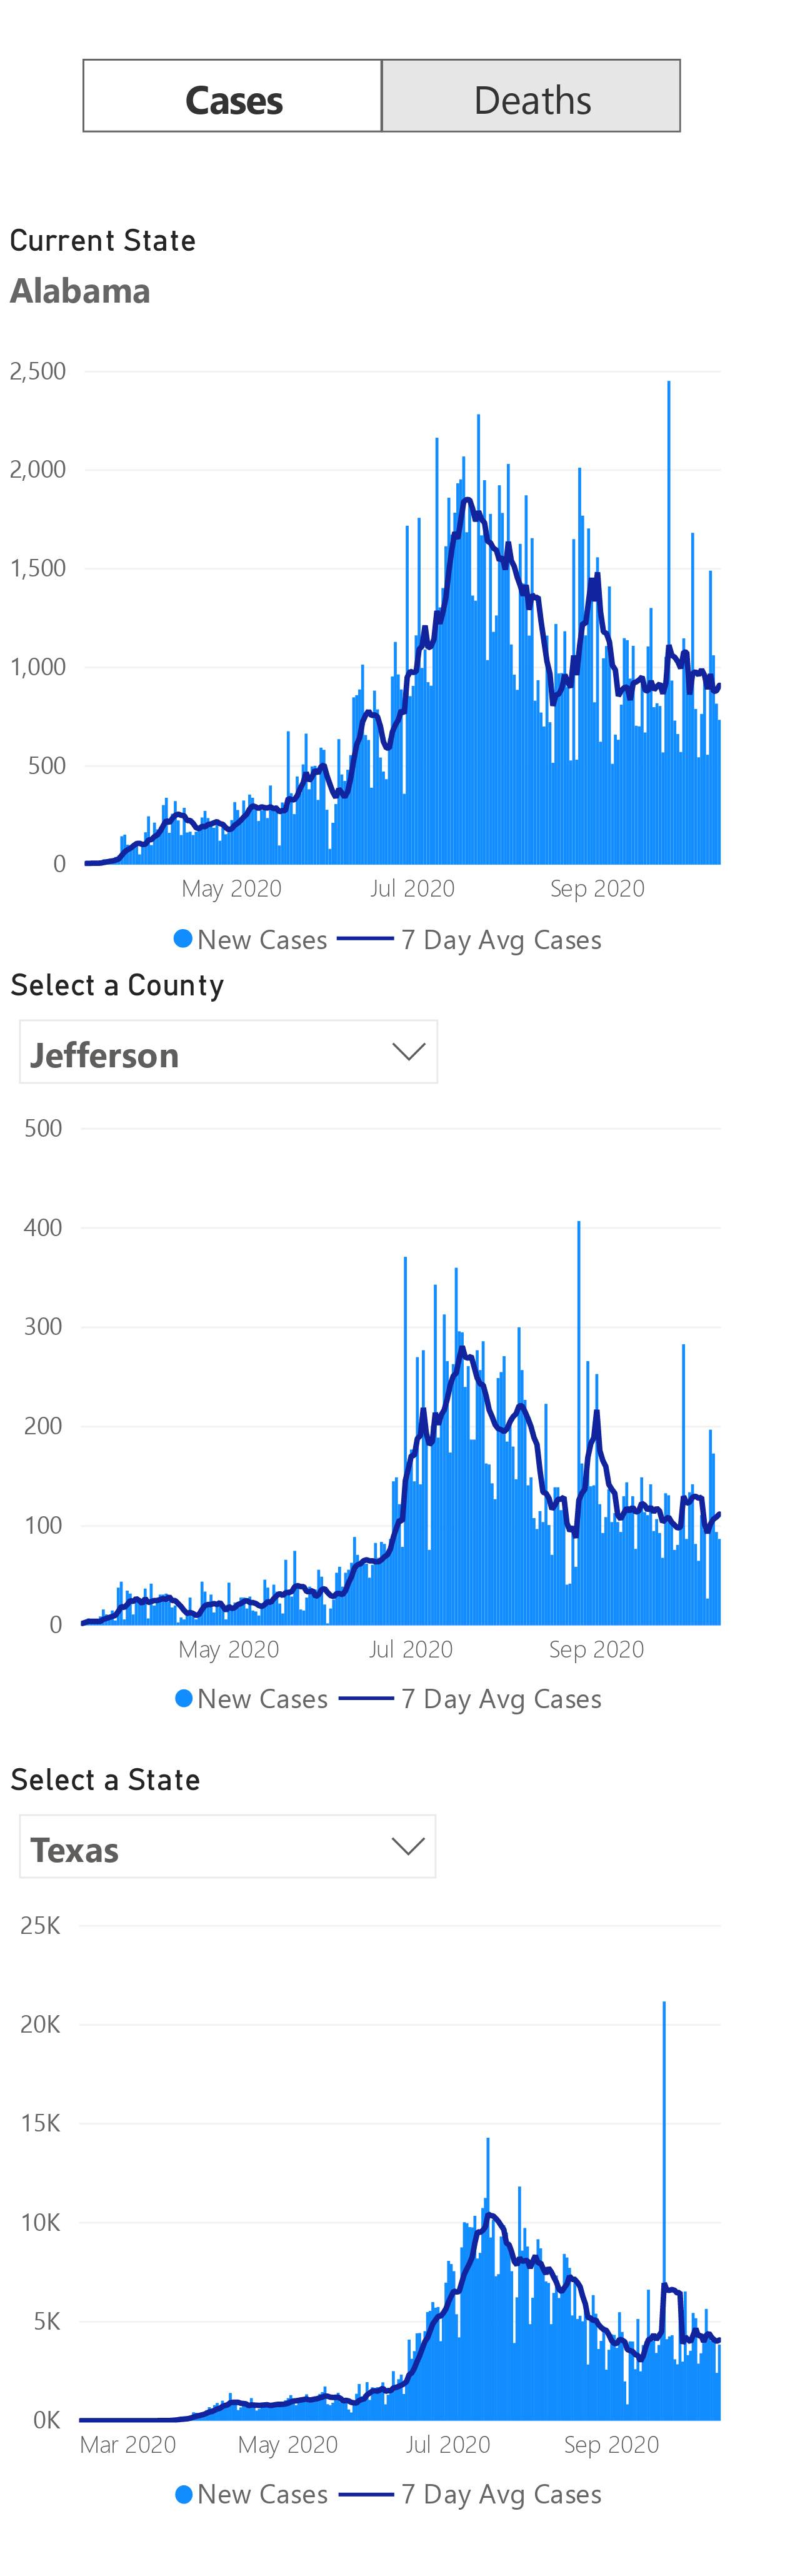 Cases Deaths
Current State
Alabama
2,500
2,000
1,500
1,000
500
0
May 2020 Jul 2020 Sep 2020
New Cases 7 Day Avg Cases
Select a County
Jefferson
500
400
300
200
100
0
May 2020 Jul 2020 Sep 2020
New Cases 7 Day Avg Cases
Select a State
Texas
25K
20K
15K
10K
5K
0K
Mar 2020 May 2020 Jul 2020 Sep 2020
New Cases 7 Day Avg Cases